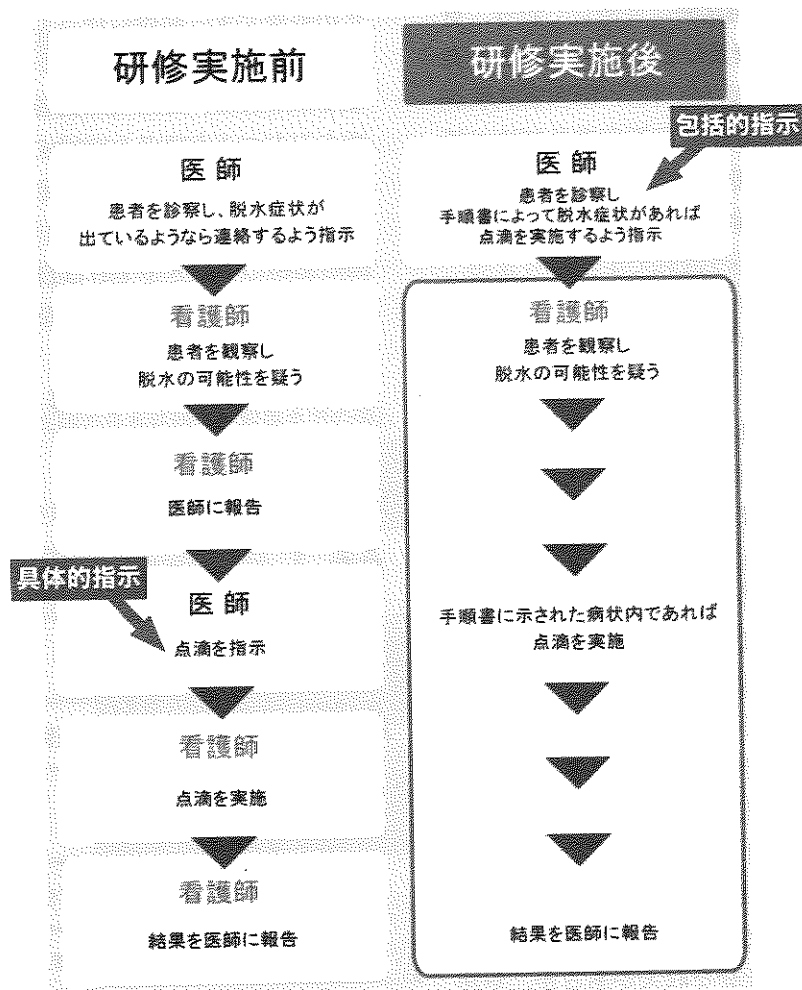 研修実施前
医師
患者を診察し、脱水症状が
出ているようなら連絡するよう指示
看護師
患者を観察し
脱水の可能性を疑う
看護師
医師に報告
具体的指示
医師
点滴を指示
看護師
点滴を実施
看護師
結果を医師に報告
研修実施後
包括的指示
医師
患者を診察し
手順書によって脱水症状があれば
点滴を実施するよう指示
看護師
患者を観察し
脱水の可能性を疑う
手順書に示された病状内であれば
点滴を実施
結果を医師に報告